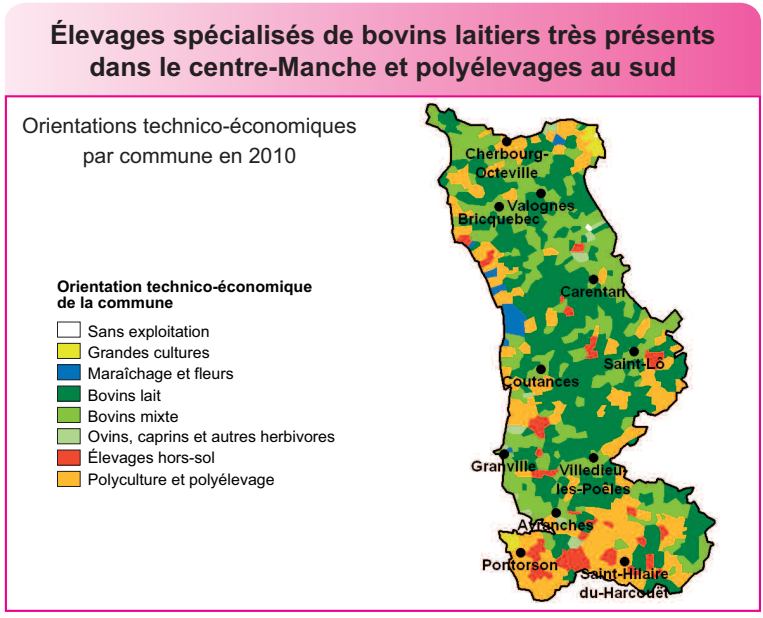 Élevages spécialisés de bovins laitiers très présents
dans le centre-Manche et polyélevages au sud
Orientations technico-économiques
par commune en 2010
Orientation technico-économique
de la commune
Sans exploitation
Grandes cultures
Maraîchage et fleurs
Bovins lait
Bovins mixte
Ovins, caprins et autres herbivores
Élevages hors-sol
Polyculture et polyélevage
Cherbourg-
Octeville
Valognes
Bricquebec
Carentan
Saint-Lô
Coutances
Granville
Villedieu-
les-Poêles
Avranches
Pontorson
Saint-Hilaire
du-Harcouët